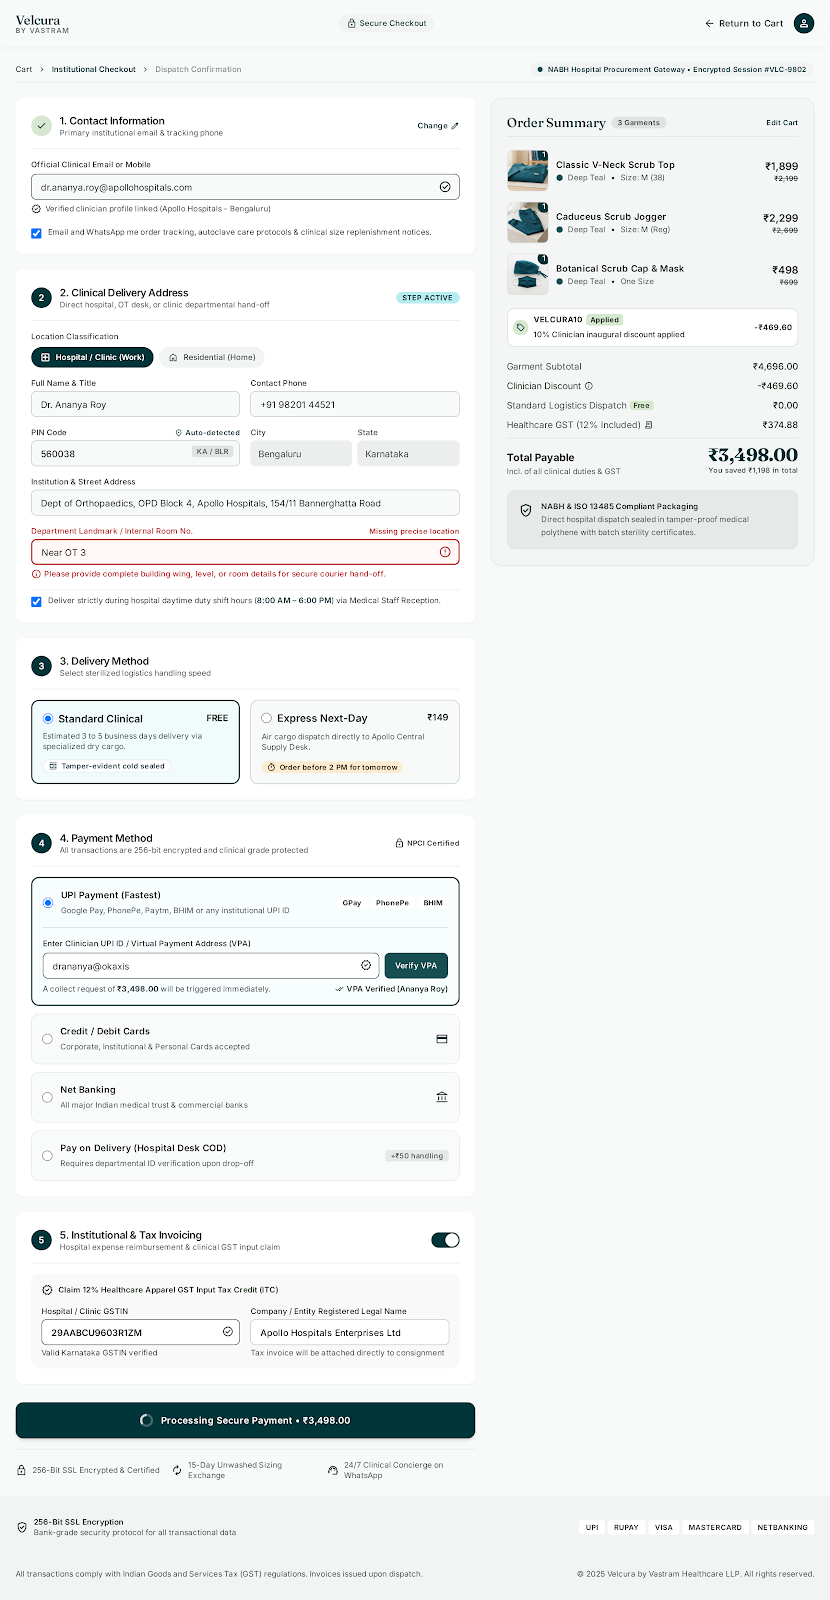 Velcura
BY VASTRAM
Secure Checkout
Return to Cart
Cart > Institutional Checkout > Dispatch Confirmation
NABH Hospital Procurement Gateway • Encrypted Session #VLC-9802
1. Contact Information
Primary institutional email & tracking phone
Change
Official Clinical Email or Mobile
dr.ananya.roy@apollohospitals.com
Verified clinician profile linked (Apollo Hospitals – Bengaluru)
Email and WhatsApp me order tracking, autoclave care protocols & clinical size replenishment notices.
2
2. Clinical Delivery Address
Direct hospital, OT desk, or clinic departmental hand-off
STEP ACTIVE
Location Classification
Hospital / Clinic (Work)
Residential (Home)
Full Name & Title
Contact Phone
Dr. Ananya Roy
+91 98201 44521
PIN Code
Auto-detected
City
State
560038
KA / BLR
Bengaluru
Karnataka
Institution & Street Address
Dept of Orthopaedics, OPD Block 4, Apollo Hospitals, 154/11 Bannerghatta Road
Department Landmark / Internal Room No.
Missing precise location
Near OT 3
Please provide complete building wing, level, or room details for secure courier hand-off.
Deliver strictly during hospital daytime duty shift hours (8:00 AM – 6:00 PM) via Medical Staff Reception.
3
3. Delivery Method
Select sterilized logistics handling speed
Standard Clinical
FREE
Estimated 3 to 5 business days delivery via
specialized dry cargo.
Tamper-evident cold sealed
Express Next-Day
₹149
Air cargo dispatch directly to Apollo Central
Supply Desk.
Order before 2 PM for tomorrow
4
4. Payment Method
All transactions are 256-bit encrypted and clinical grade protected
NPCI Certified
UPI Payment (Fastest)
Google Pay, PhonePe, Paytm, BHIM or any institutional UPI ID
GPay
PhonePe
BHIM
Enter Clinician UPI ID / Virtual Payment Address (VPA)
drananya@okaxis
Verify VPA
A collect request of ₹3,498.00 will be triggered immediately.
VPA Verified (Ananya Roy)
Credit / Debit Cards
Corporate, Institutional & Personal Cards accepted
Net Banking
All major Indian medical trust & commercial banks
Pay on Delivery (Hospital Desk COD)
Requires departmental ID verification upon drop-off
+₹50 handling
5
5. Institutional & Tax Invoicing
Hospital expense reimbursement & clinical GST input claim
Claim 12% Healthcare Apparel GST Input Tax Credit (ITC)
Hospital / Clinic GSTIN
Company / Entity Registered Legal Name
29AABCU9603R1ZM
Apollo Hospitals Enterprises Ltd
Valid Karnataka GSTIN verified
Tax invoice will be attached directly to consignment
Processing Secure Payment • ₹3,498.00
256-Bit SSL Encrypted & Certified
15-Day Unwashed Sizing
Exchange
24/7 Clinical Concierge on
WhatsApp
Order Summary
3 Garments
Edit Cart
1
Classic V-Neck Scrub Top
Deep Teal • Size: M (38)
₹1,899
₹2,199
1
Caduceus Scrub Jogger
Deep Teal • Size: M (Reg)
₹2,299
₹2,699
1
Botanical Scrub Cap & Mask
Deep Teal • One Size
₹498
₹699
VELCURA10 Applied
10% Clinician inaugural discount applied
-₹469.60
Garment Subtotal
₹4,696.00
Clinician Discount
-₹469.60
Standard Logistics Dispatch Free
₹0.00
Healthcare GST (12% Included)
₹374.88
Total Payable
Incl. of all clinical duties & GST
₹3,498.00
You saved ₹1,198 in total
NABH & ISO 13485 Compliant Packaging
Direct hospital dispatch sealed in tamper-proof medical
polythene with batch sterility certificates.
256-Bit SSL Encryption
Bank-grade security protocol for all transactional data
UPI
RUPAY
VISA
MASTERCARD
NETBANKING
All transactions comply with Indian Goods and Services Tax (GST) regulations. Invoices issued upon dispatch.
© 2025 Velcura by Vastram Healthcare LLP. All rights reserved.